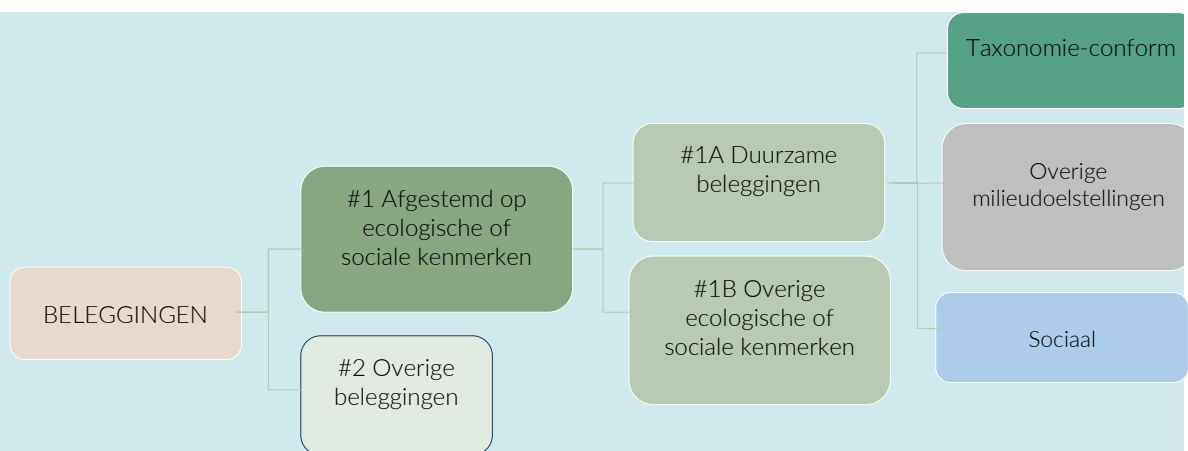 BELEGGINGEN
#1 Afgestemd op
ecologische of
sociale kenmerken
#2 Overige
beleggingen
#1A Duurzame
beleggingen
#1B Overige
ecologische of
sociale kenmerken
Taxonomie-conform
Overige
milieudoelstellingen
Sociaal